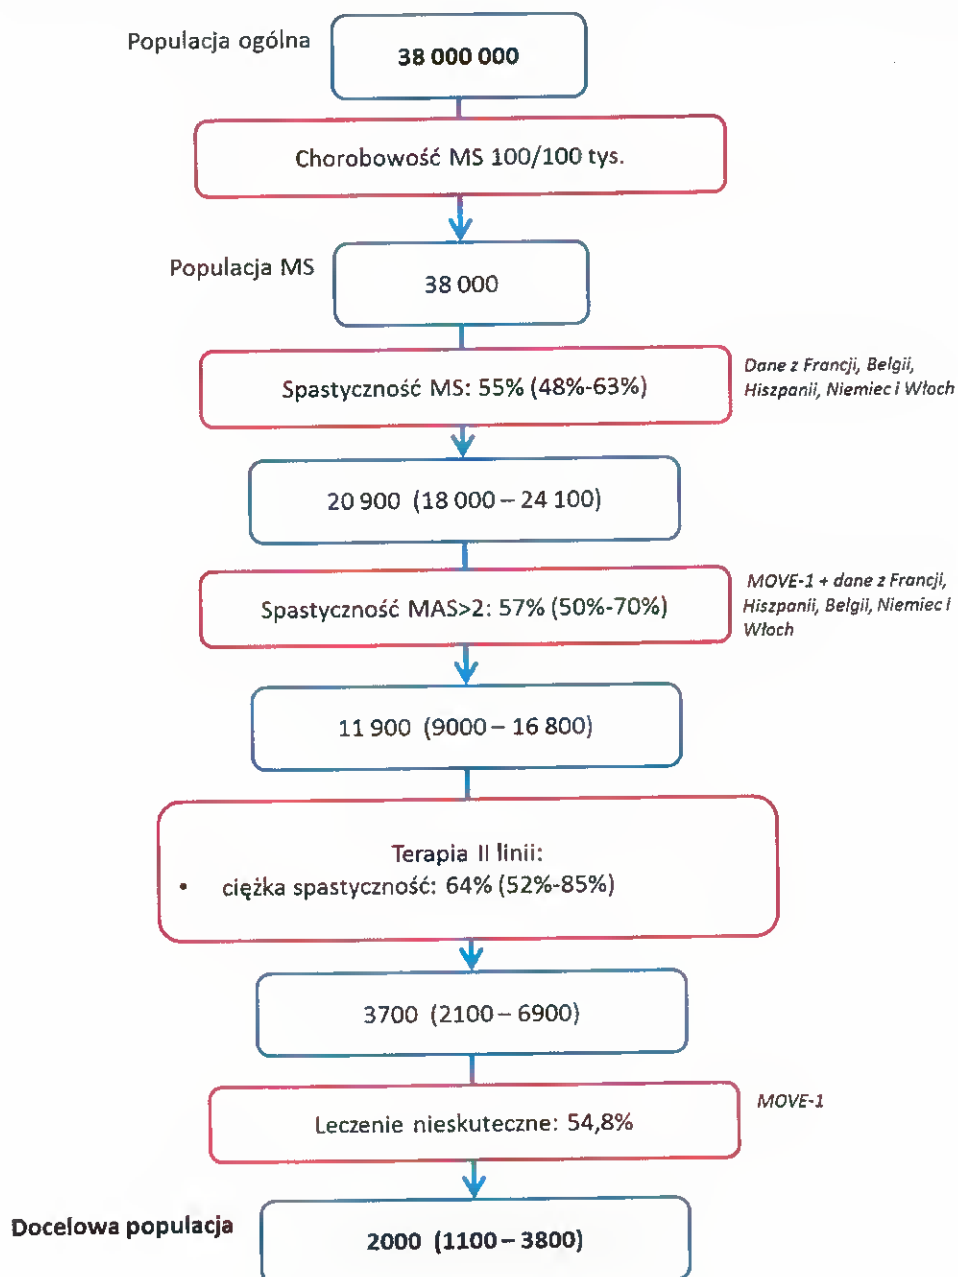 Populacja ogólna
38 000 000
Chorobowość MS 100/100 tys.
Populacja MS
38 000
Spastyczność MS: 55% (48%-63%)
Dane z Francji, Belgii,
Hiszpanii, Niemiec i Włoch
20 900 (18 000 – 24 100)
Spastyczność MAS>2: 57% (50%-70%)
MOVE-1 + dane z Francji,
Hiszpanii, Belgii, Niemiec i
Włoch
11 900 (9000 – 16 800)
Terapia II linii:
• ciężka spastyczność: 64% (52%-85%)
3700 (2100 – 6900)
Leczenie nieskuteczne: 54,8%
MOVE-1
Docelowa populacja
2000 (1100 – 3800)